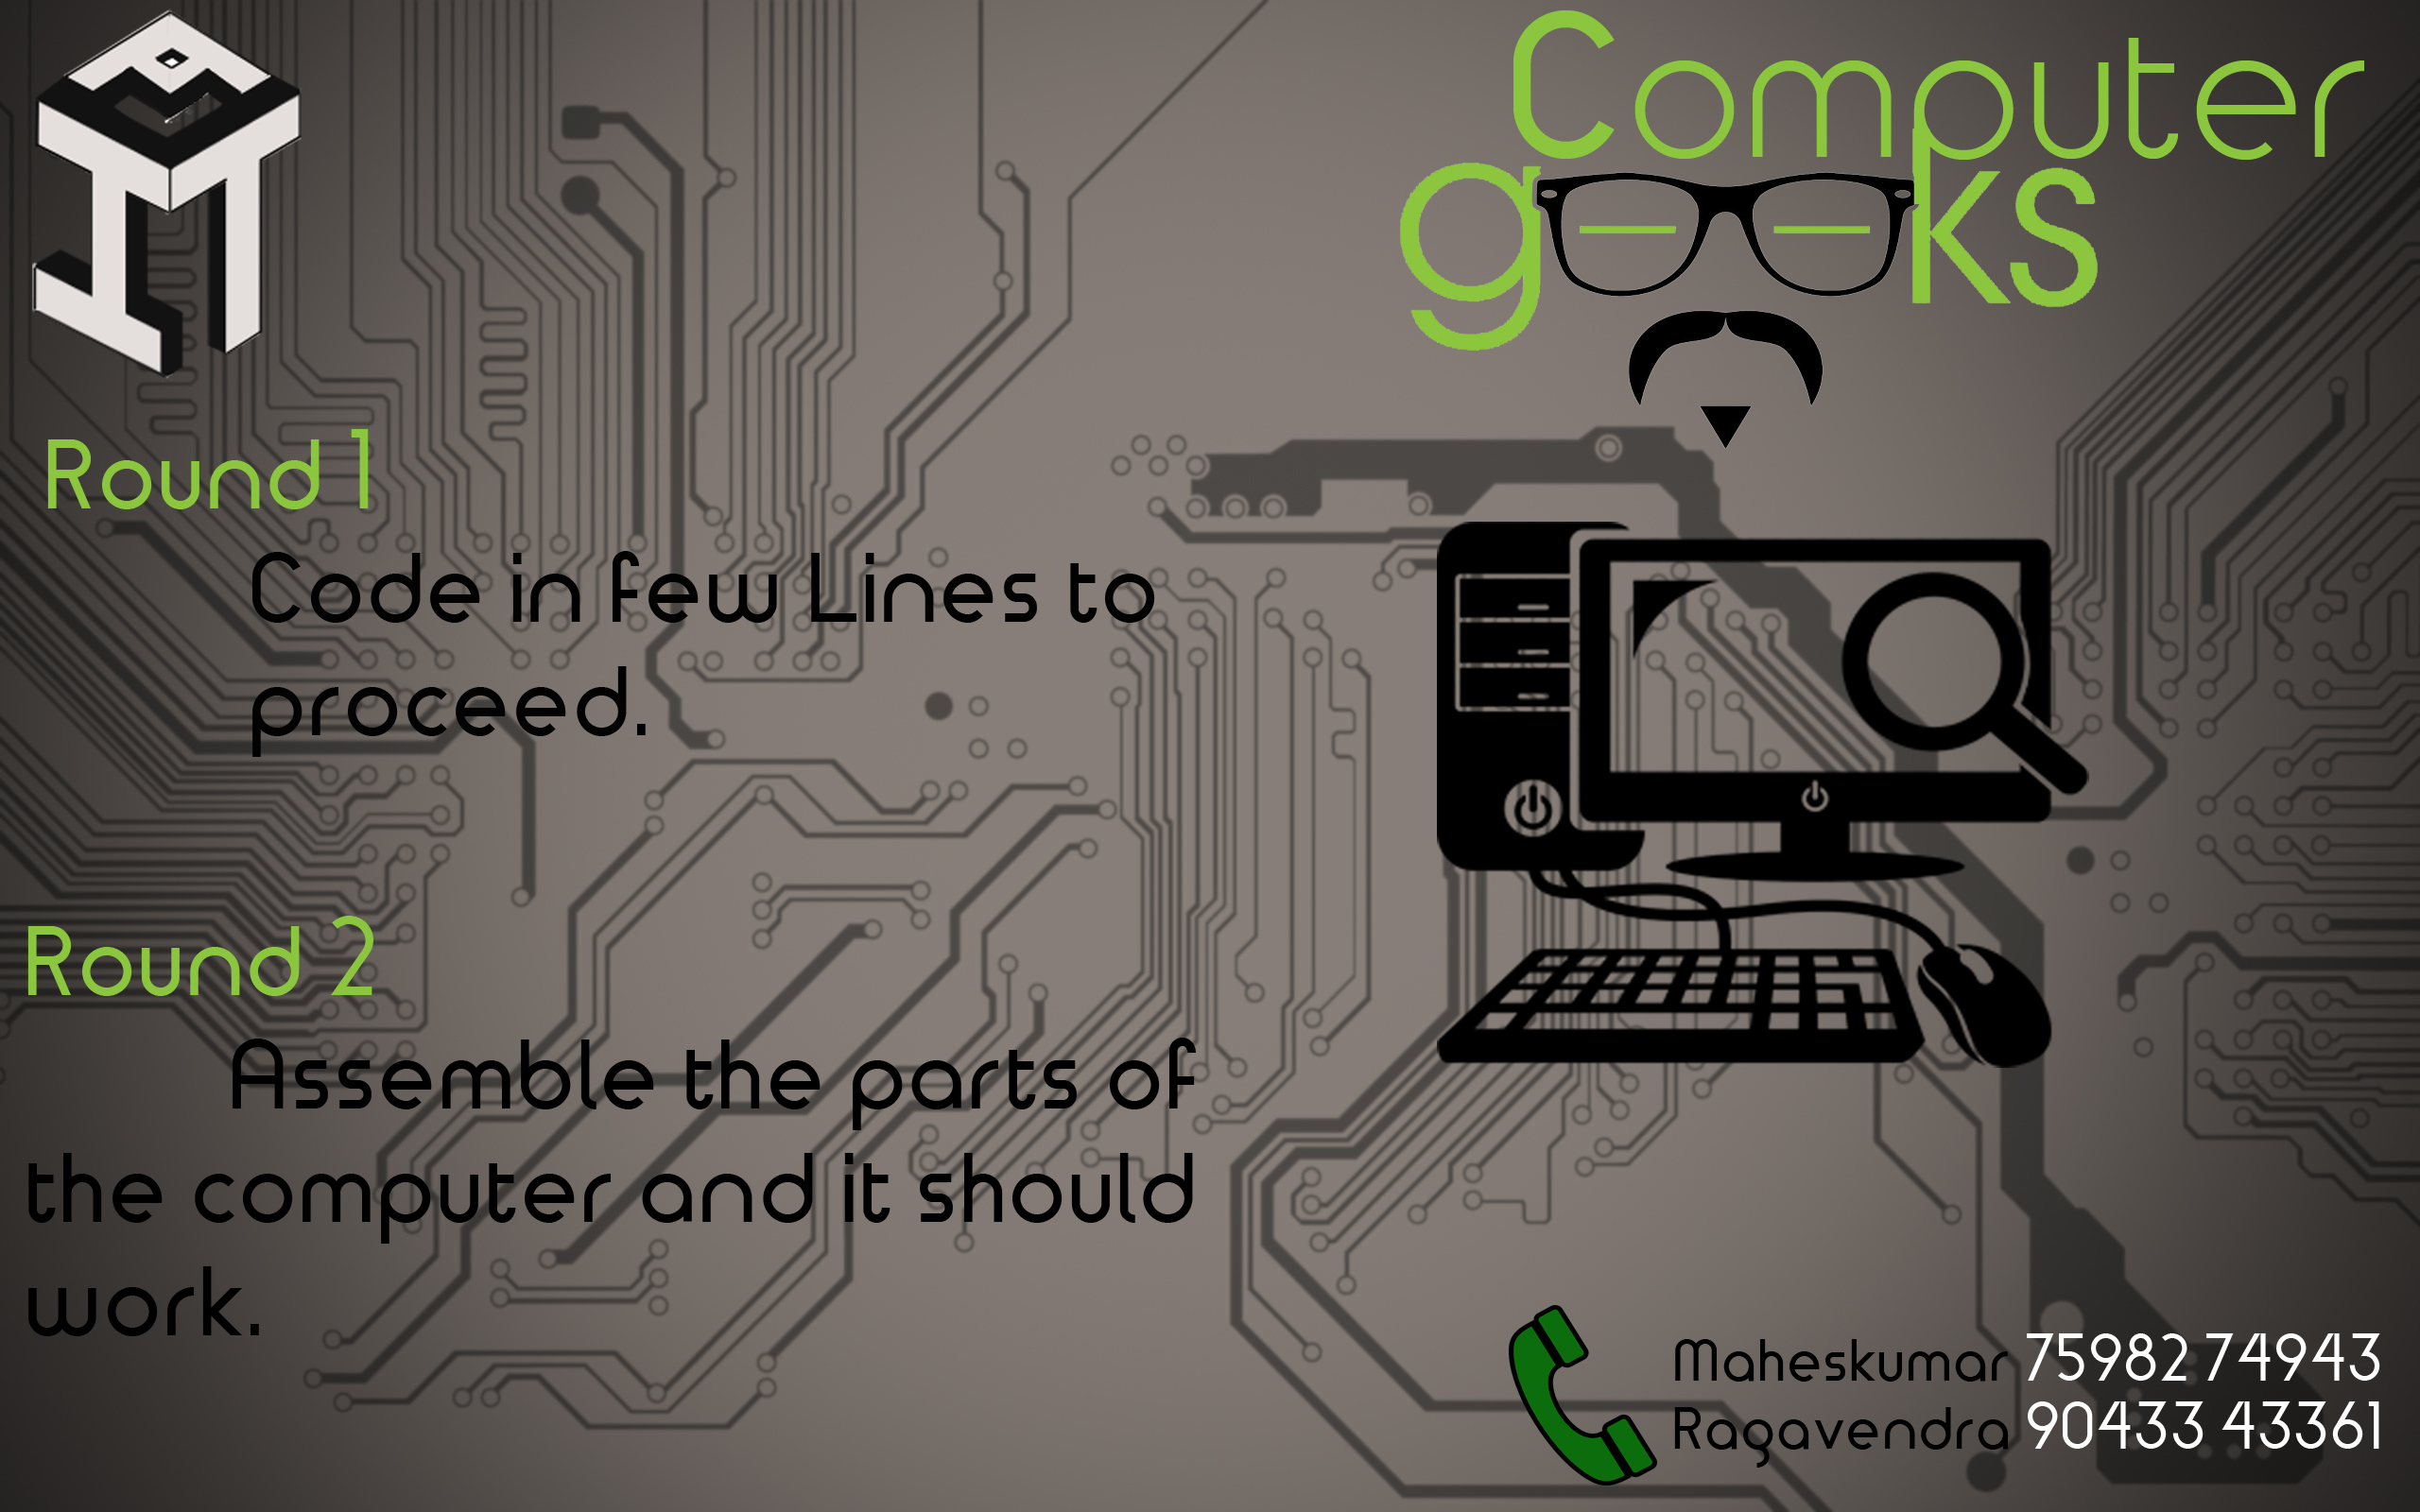 Computer
geeks
Round 1
Code in few Lines to
proceed.
Round 2
Assemble the parts of
the computer and it should
work.
Maheskumar 75982 74943
Ragavendra 90433 43361